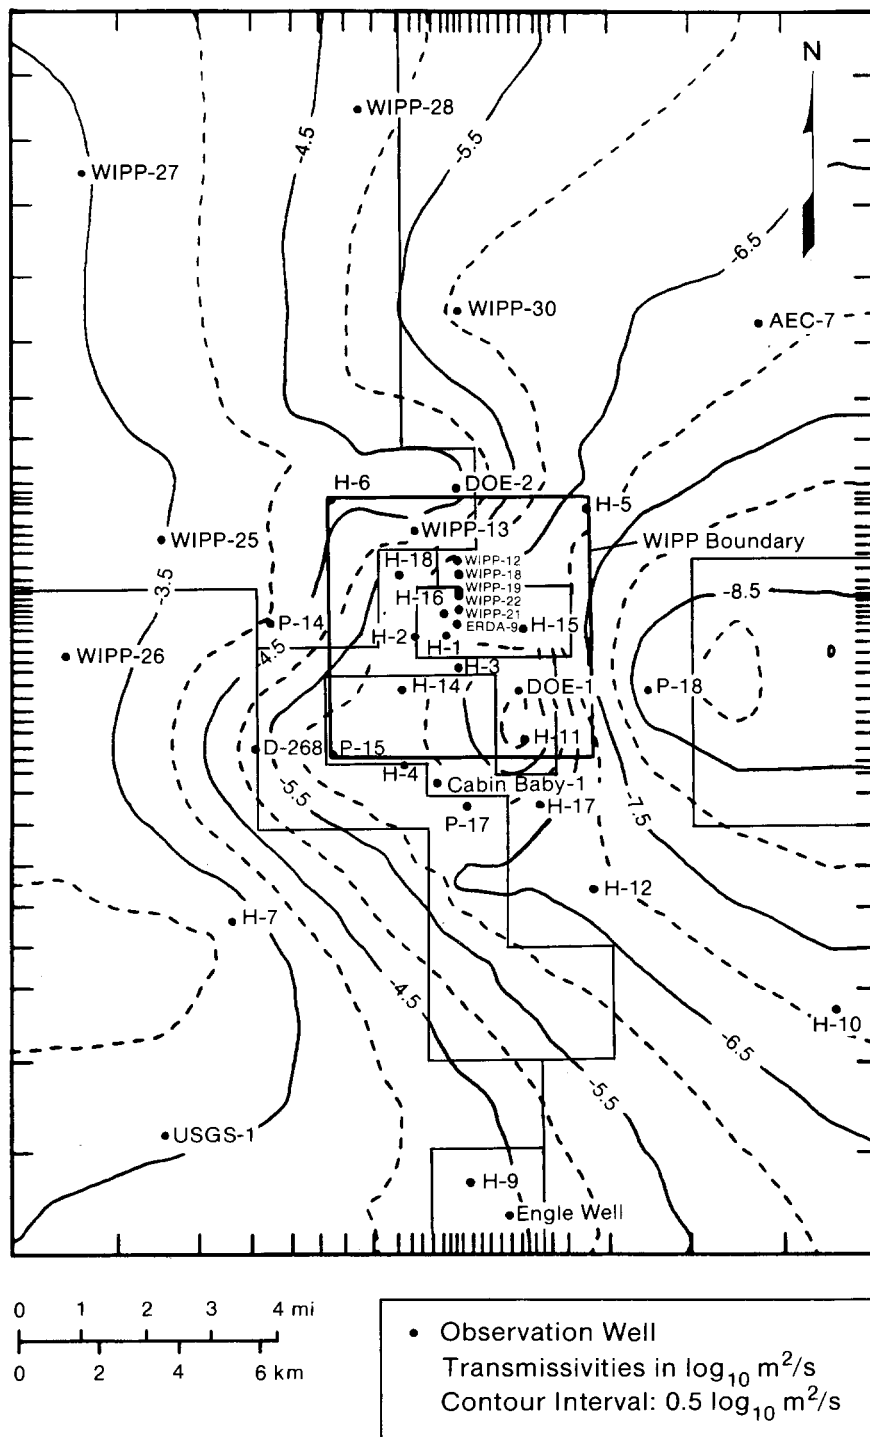 N
-4.5
WIPP-28
-5.5
WIPP-27
-6.5
WIPP-30
AEC-7
H-6
DOE-2
H-5
WIPP-13
WIPP-25
WIPP Boundary
H-18
WIPP-12
WIPP-18
-3.5
WIPP-19
-8.5
H-16
WIPP-22
WIPP-21
P-14
ERDA-9
H-15
H-2
H-1
-4.5
WIPP-26
H-3
H-14
DOE-1
P-18
H-11
D-268
P-15
H-4
Cabin Baby-1
-5.5
P-17
H-17
-7.5
H-12
H-7
-4.5
H-10
-6.5
-5.5
USGS-1
H-9
Engle Well
0 1 2 3 4 mi
0 2 4 6 km
• Observation Well
Transmissivities in log10 m²/s
Contour Interval: 0.5 log10 m²/s